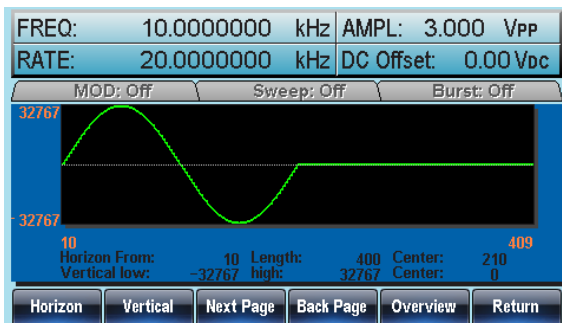 FREQ: 10.0000000 kHz AMPL: 3.000 VPP
RATE: 20.0000000 kHz DC Offset: 0.00 VDC
MOD: Off Sweep: Off Burst: Off
32767
-32767
10 409
Horizon From: 10 Length: 400 Center: 210
Vertical low: -32767 high: 32767 Center: 0
Horizon Vertical Next Page Back Page Overview Return